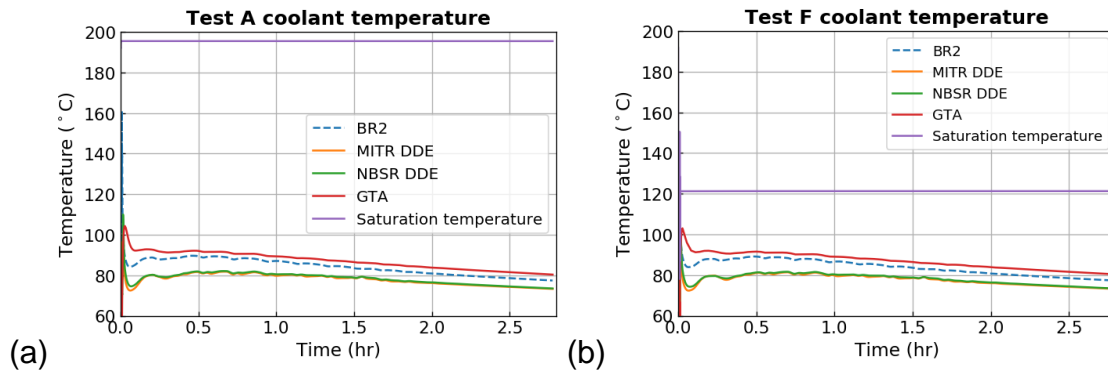 Test A coolant temperature
200
180
160
140
120
100
80
60
Temperature (°C)
BR2
MITR DDE
NBSR DDE
GTA
Saturation temperature
0.0 0.5 1.0 1.5 2.0 2.5
Time (hr)
(a)
Test F coolant temperature
200
180
160
140
120
100
80
60
Temperature (°C)
BR2
MITR DDE
NBSR DDE
GTA
Saturation temperature
0.0 0.5 1.0 1.5 2.0 2.5
Time (hr)
(b)